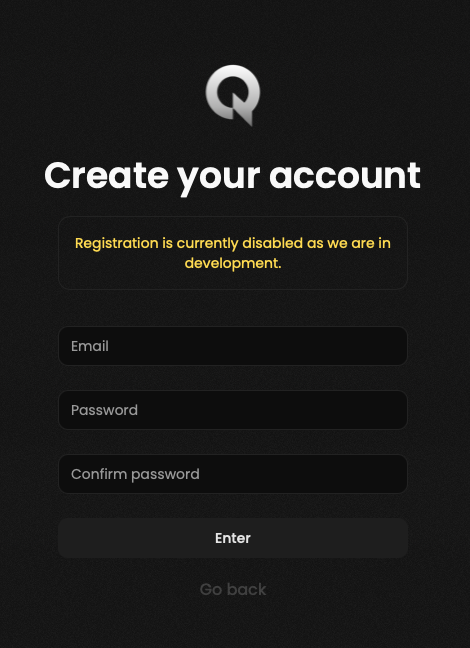 Create your account
Registration is currently disabled as we are in
development.
Email
Password
Confirm password
Enter
Go back